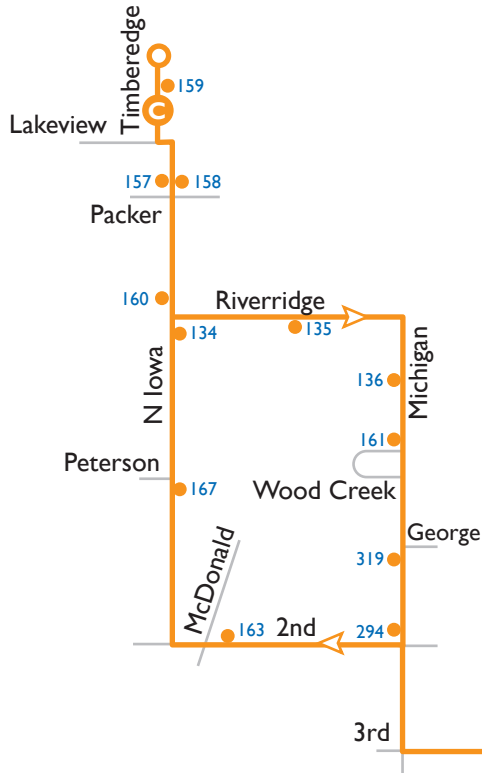 Timberedge
159
Lakeview
157
158
Packer
160
Riverridge
134
135
N Iowa
136
Michigan
161
Peterson
167
Wood Creek
George
319
McDonald
163
2nd
294
3rd